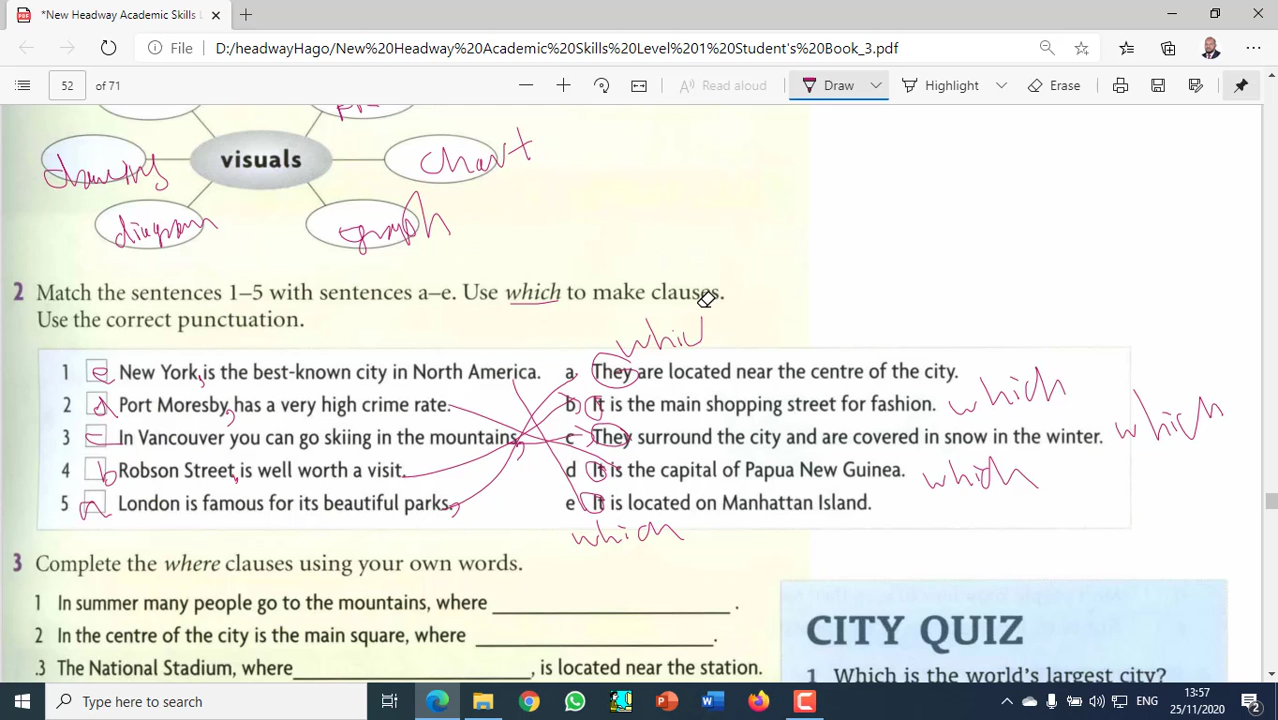 *New Headway Academic Skills L
File D:/headwayHago/New%20Headway%20Academic%20Skills%20Level%201%20Student's%20Book_3.pdf
52 of 71 Read aloud Draw Highlight Erase
visuals
chart
diagram
graph
2 Match the sentences 1–5 with sentences a–e. Use which to make clauses.
Use the correct punctuation.
whic
1 e New York, is the best-known city in North America. a They are located near the centre of the city.
2 d Port Moresby, has a very high crime rate. b It is the main shopping street for fashion. which
3 c In Vancouver you can go skiing in the mountains, c They surround the city and are covered in snow in the winter. which
4 b Robson Street, is well worth a visit. d It is the capital of Papua New Guinea. which
5 a London is famous for its beautiful parks, e It is located on Manhattan Island.
which
3 Complete the where clauses using your own words.
1 In summer many people go to the mountains, where ____________ .
2 In the centre of the city is the main square, where ____________.
3 The National Stadium, where____________, is located near the station.
CITY QUIZ
1 Which is the world's largest city?
Type here to search
ENG
13:57
25/11/2020
2